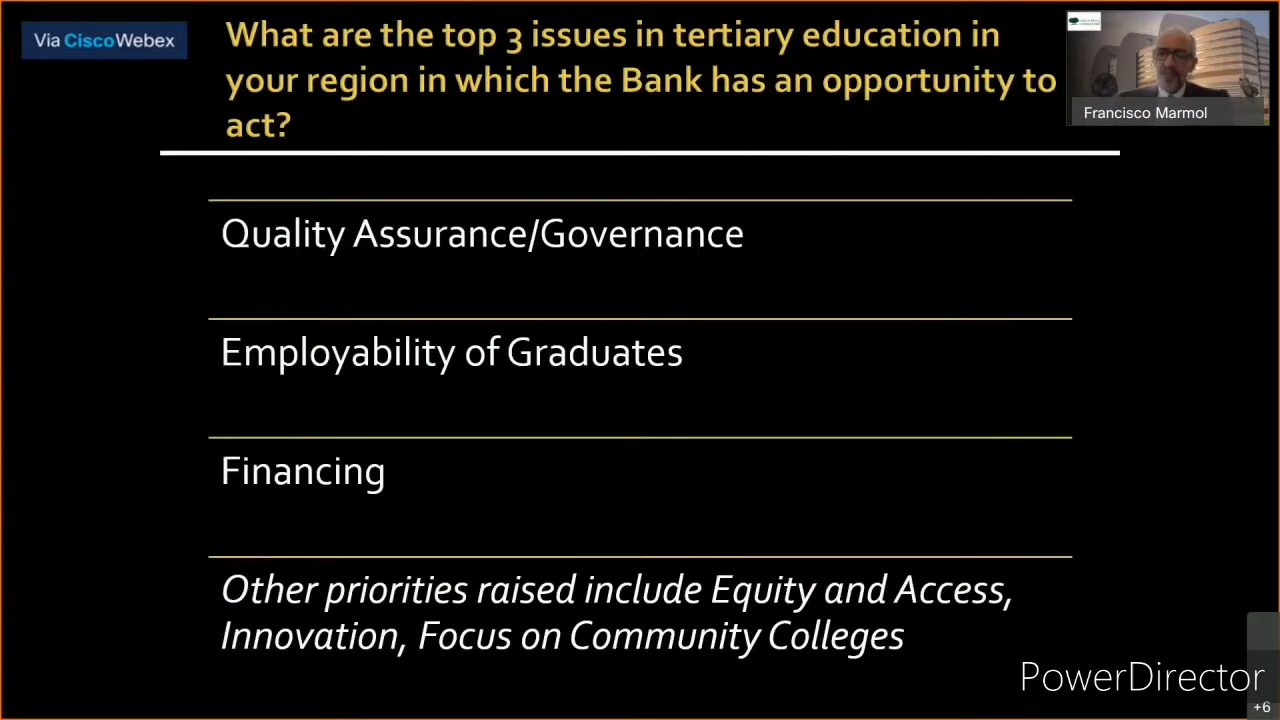 Via CiscoWebex
What are the top 3 issues in tertiary education in
your region in which the Bank has an opportunity to
act?
Francisco Marmol
Quality Assurance/Governance
Employability of Graduates
Financing
Other priorities raised include Equity and Access,
Innovation, Focus on Community Colleges
PowerDirector
+6